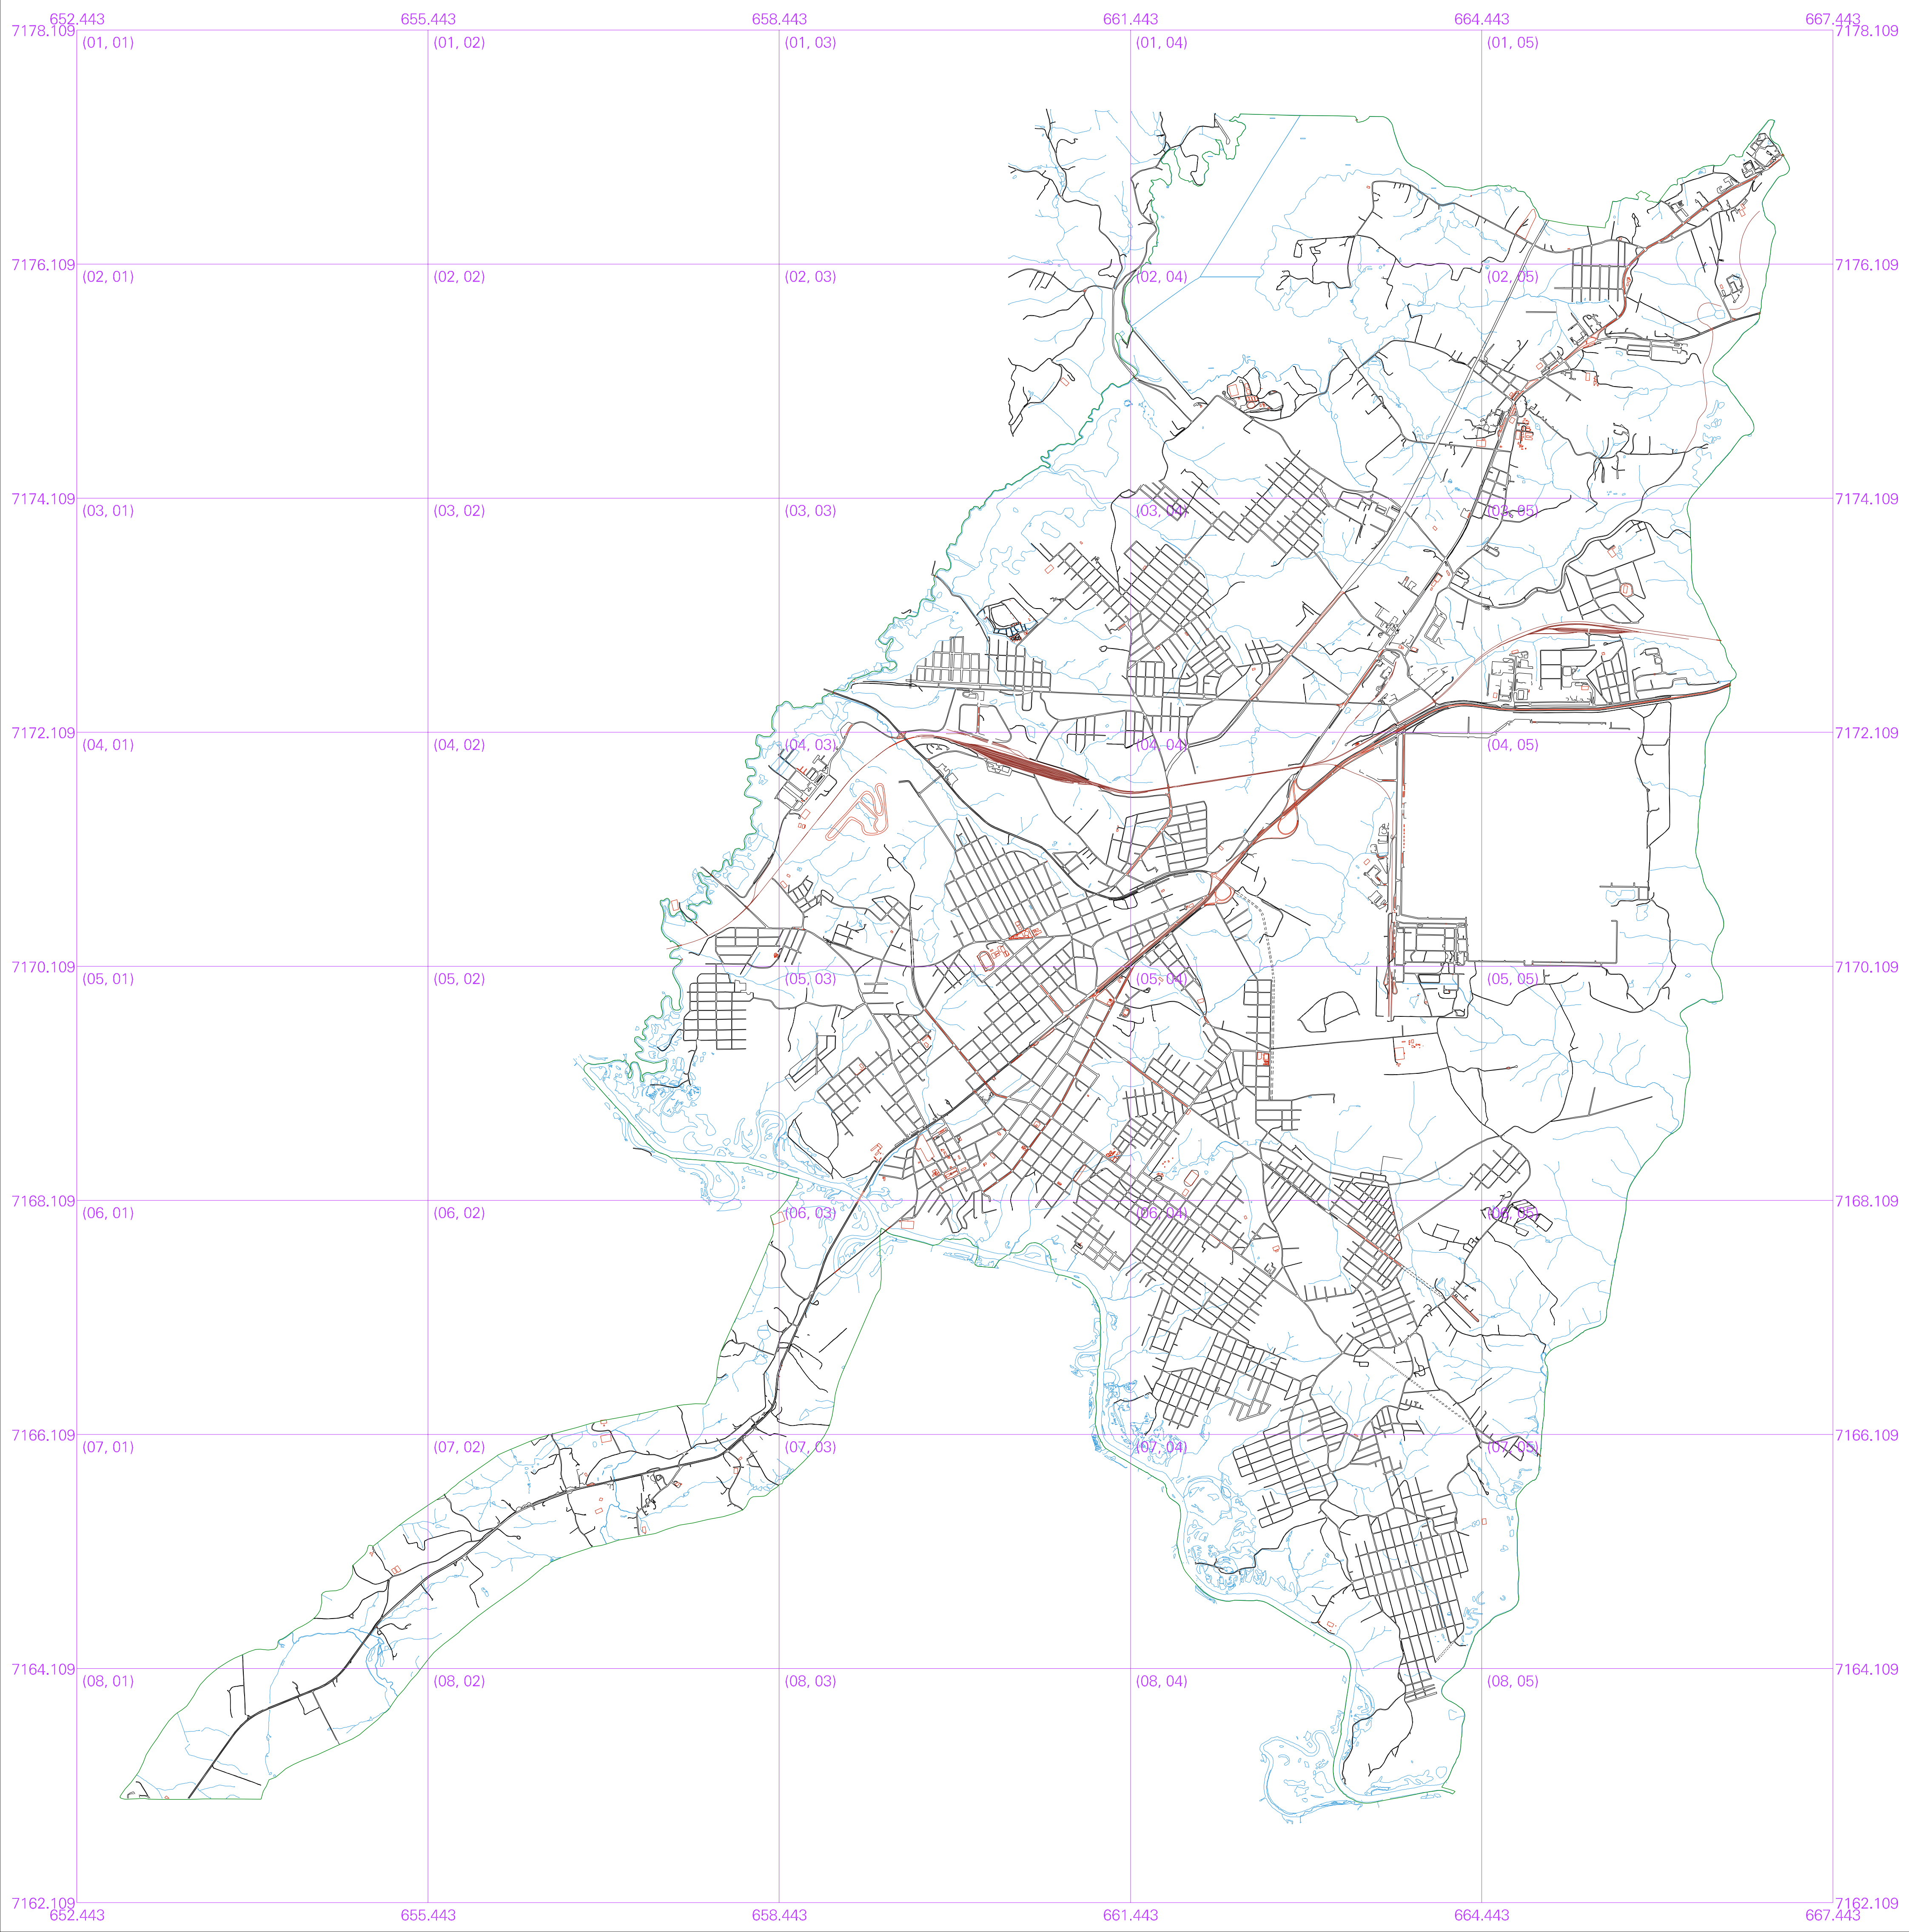 652.443 655.443 658.443 661.443 664.443 667.443
7178.109 7178.109
(01, 01) (01, 02) (01, 03) (01, 04) (01, 05)
7176.109 7176.109
(02, 01) (02, 02) (02, 03) (02, 04) (02, 05)
7174.109 7174.109
(03, 01) (03, 02) (03, 03) (03, 04) (03, 05)
7172.109 7172.109
(04, 01) (04, 02) (04, 03) (04, 04) (04, 05)
7170.109 7170.109
(05, 01) (05, 02) (05, 03) (05, 04) (05, 05)
7168.109 7168.109
(06, 01) (06, 02) (06, 03) (06, 04) (06, 05)
7166.109 7166.109
(07, 01) (07, 02) (07, 03) (07, 04) (07, 05)
7164.109 7164.109
(08, 01) (08, 02) (08, 03) (08, 04) (08, 05)
7162.109 7162.109
652.443 655.443 658.443 661.443 664.443 667.443